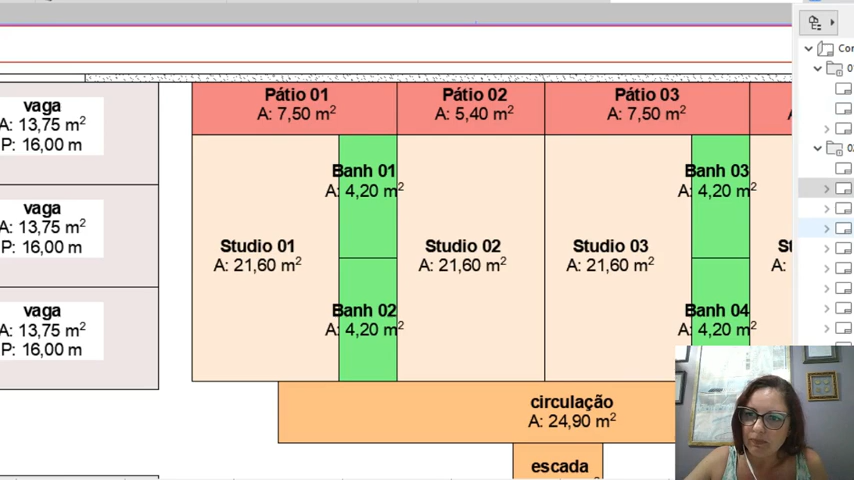 vaga
A: 13,75 m²
P: 16,00 m
vaga
A: 13,75 m²
P: 16,00 m
vaga
A: 13,75 m²
P: 16,00 m
Pátio 01
A: 7,50 m²
Pátio 02
A: 5,40 m²
Pátio 03
A: 7,50 m²
Banh 01
A: 4,20 m²
Banh 03
A: 4,20 m²
Studio 01
A: 21,60 m²
Studio 02
A: 21,60 m²
Studio 03
A: 21,60 m²
A:
Banh 02
A: 4,20 m²
Banh 04
A: 4,20 m²
circulação
A: 24,90 m²
escada